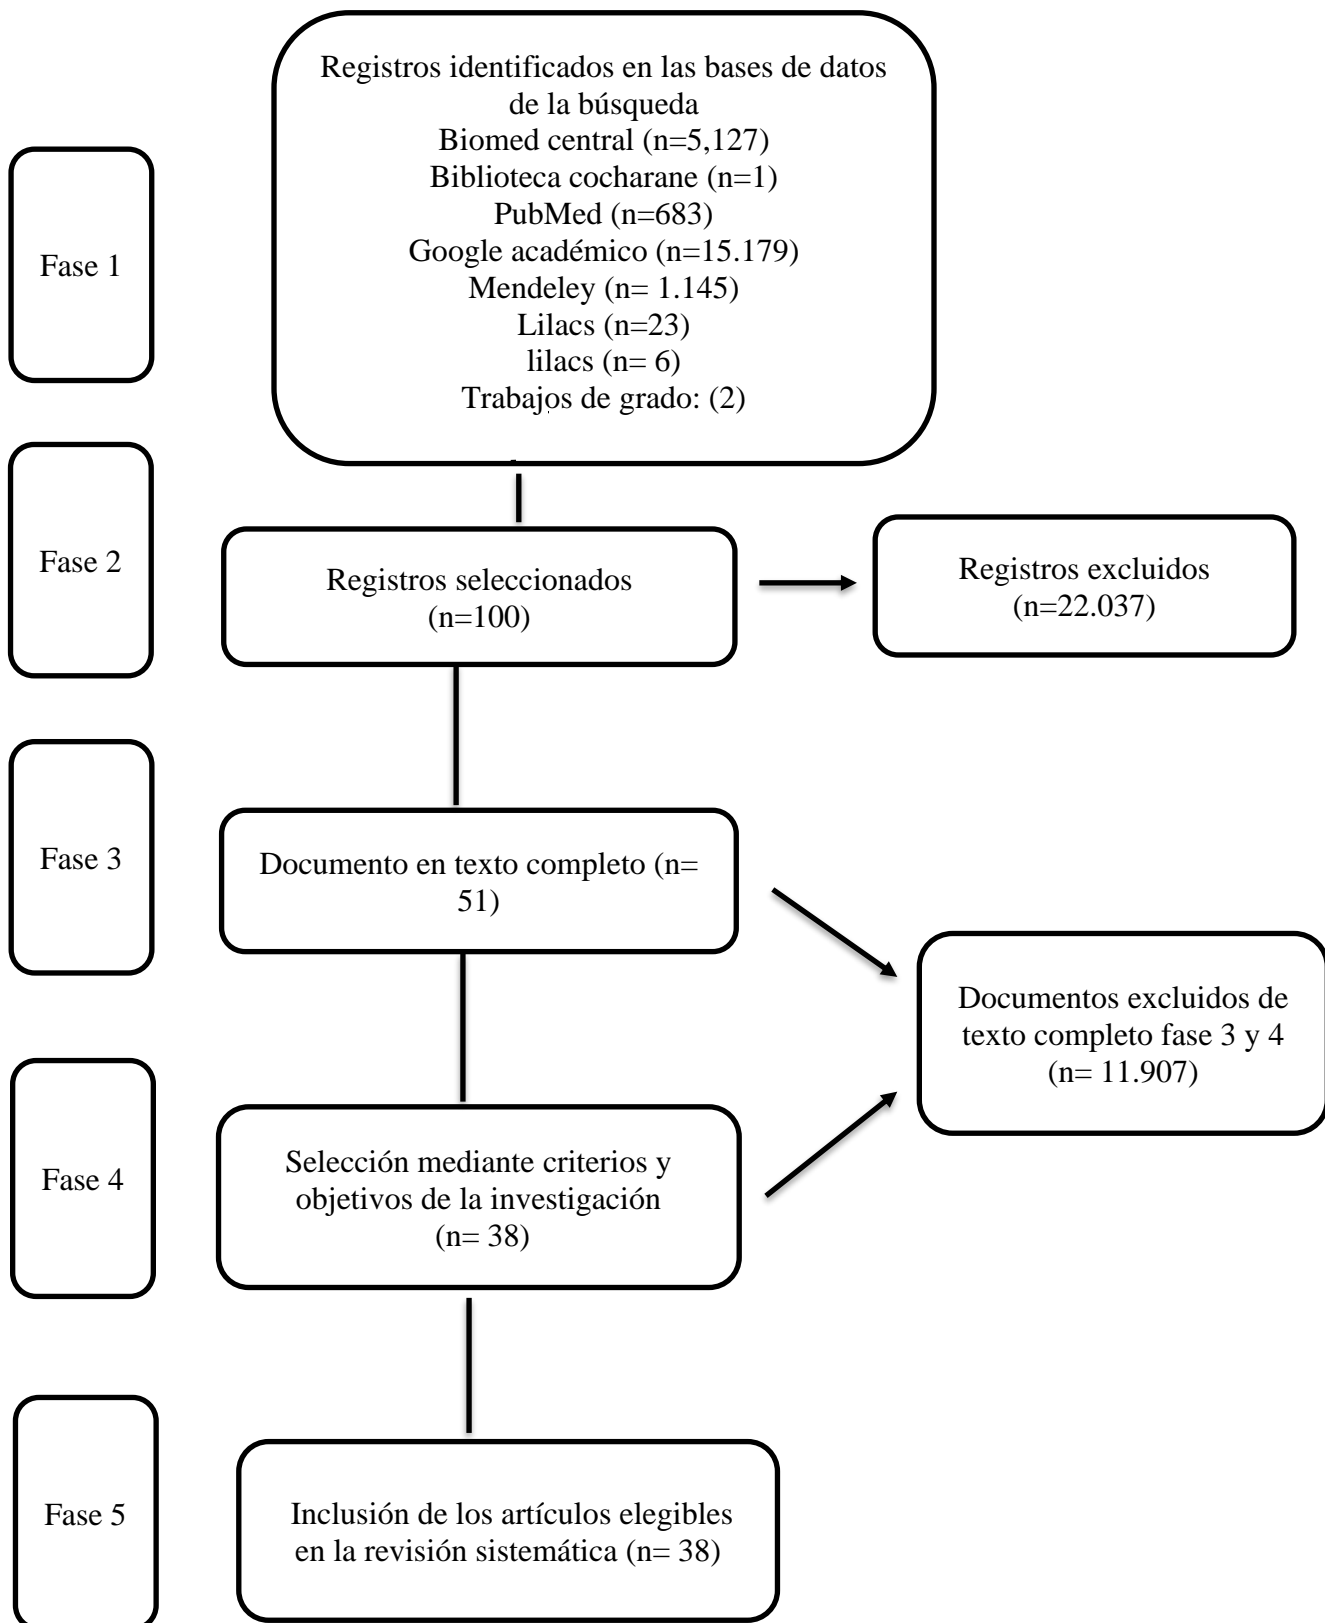 Registros identificados en las bases de datos
de la búsqueda
Biomed central (n=5,127)
Biblioteca cocharane (n=1)
PubMed (n=683)
Google académico (n=15.179)
Mendeley (n= 1.145)
Lilacs (n=23)
lilacs (n= 6)
Trabajos de grado: (2)
Fase 1
Fase 2
Registros seleccionados
(n=100)
Registros excluidos
(n=22.037)
Fase 3
Documento en texto completo (n=
51)
Documentos excluidos de
texto completo fase 3 y 4
(n= 11.907)
Fase 4
Selección mediante criterios y
objetivos de la investigación
(n= 38)
Fase 5
Inclusión de los artículos elegibles
en la revisión sistemática (n= 38)